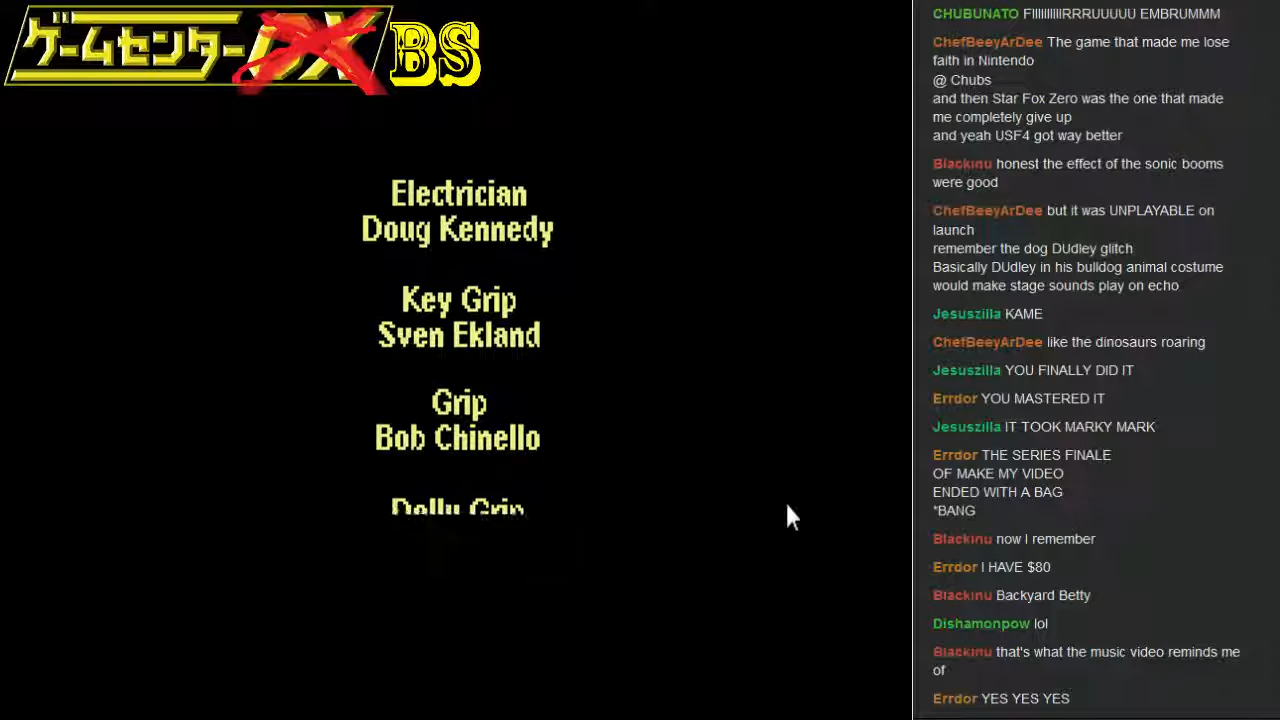 ゲームセンターDX BS
Electrician
Doug Kennedy
Key Grip
Sven Ekland
Grip
Bob Chinello
Dolly Grip
CHUBUNATO FIIIIIIIIIRRRUUUUU EMBRUMMM
ChefBeeyArDee The game that made me lose
faith in Nintendo
@ Chubs
and then Star Fox Zero was the one that made
me completely give up
and yeah USF4 got way better
Blackinu honest the effect of the sonic booms
were good
ChefBeeyArDee but it was UNPLAYABLE on
launch
remember the dog DUdley glitch
Basically DUdley in his bulldog animal costume
would make stage sounds play on echo
Jesuszilla KAME
ChefBeeyArDee like the dinosaurs roaring
Jesuszilla YOU FINALLY DID IT
Errdor YOU MASTERED IT
Jesuszilla IT TOOK MARKY MARK
Errdor THE SERIES FINALE
OF MAKE MY VIDEO
ENDED WITH A BAG
*BANG
Blackinu now I remember
Errdor I HAVE $80
Blackinu Backyard Betty
Dishamonpow lol
Blackinu that's what the music video reminds me
of
Errdor YES YES YES